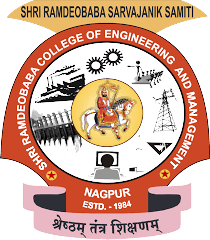 SHRI RAMDEOBABA SARVAJANIK SAMITI
SHRI RAMDEOBABA COLLEGE OF ENGINEERING AND MANAGEMENT
NAGPUR
ESTD. - 1984
श्रेष्ठम् तंत्र शिक्षणम्